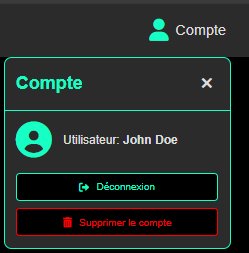 Compte
Compte
Utilisateur: John Doe
Déconnexion
Supprimer le compte